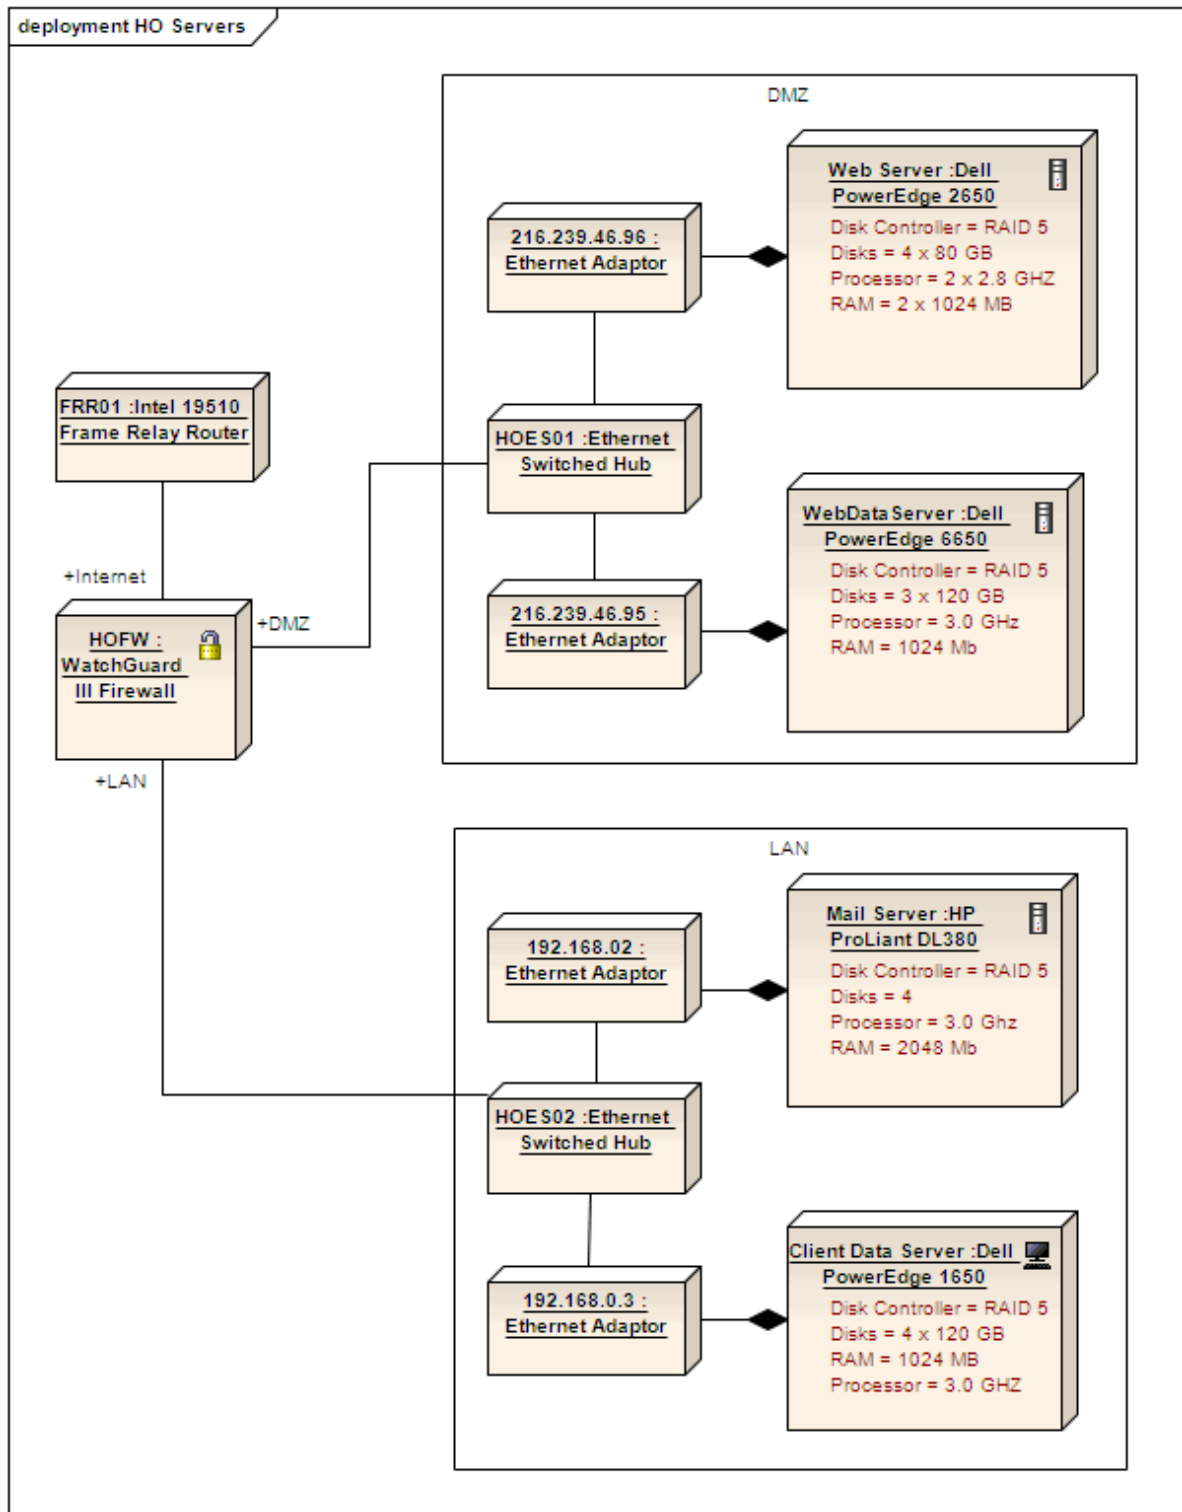 deployment HO Servers
DMZ
Web Server :Dell
PowerEdge 2650
Disk Controller = RAID 5
Disks = 4 x 80 GB
Processor = 2 x 2.8 GHZ
RAM = 2 x 1024 MB
216.239.46.96 :
Ethernet Adaptor
FRR01 :Intel 19510
Frame Relay Router
HOES01 :Ethernet
Switched Hub
WebDataServer :Dell
PowerEdge 6650
Disk Controller = RAID 5
Disks = 3 x 120 GB
Processor = 3.0 GHz
RAM = 1024 Mb
+Internet
216.239.46.95 :
Ethernet Adaptor
+DMZ
HOFW :
WatchGuard
III Firewall
+LAN
LAN
Mail Server :HP
ProLiant DL380
Disk Controller = RAID 5
Disks = 4
Processor = 3.0 Ghz
RAM = 2048 Mb
192.168.02 :
Ethernet Adaptor
HOES02 :Ethernet
Switched Hub
Client Data Server :Dell
PowerEdge 1650
Disk Controller = RAID 5
Disks = 4 x 120 GB
RAM = 1024 MB
Processor = 3.0 GHZ
192.168.0.3 :
Ethernet Adaptor